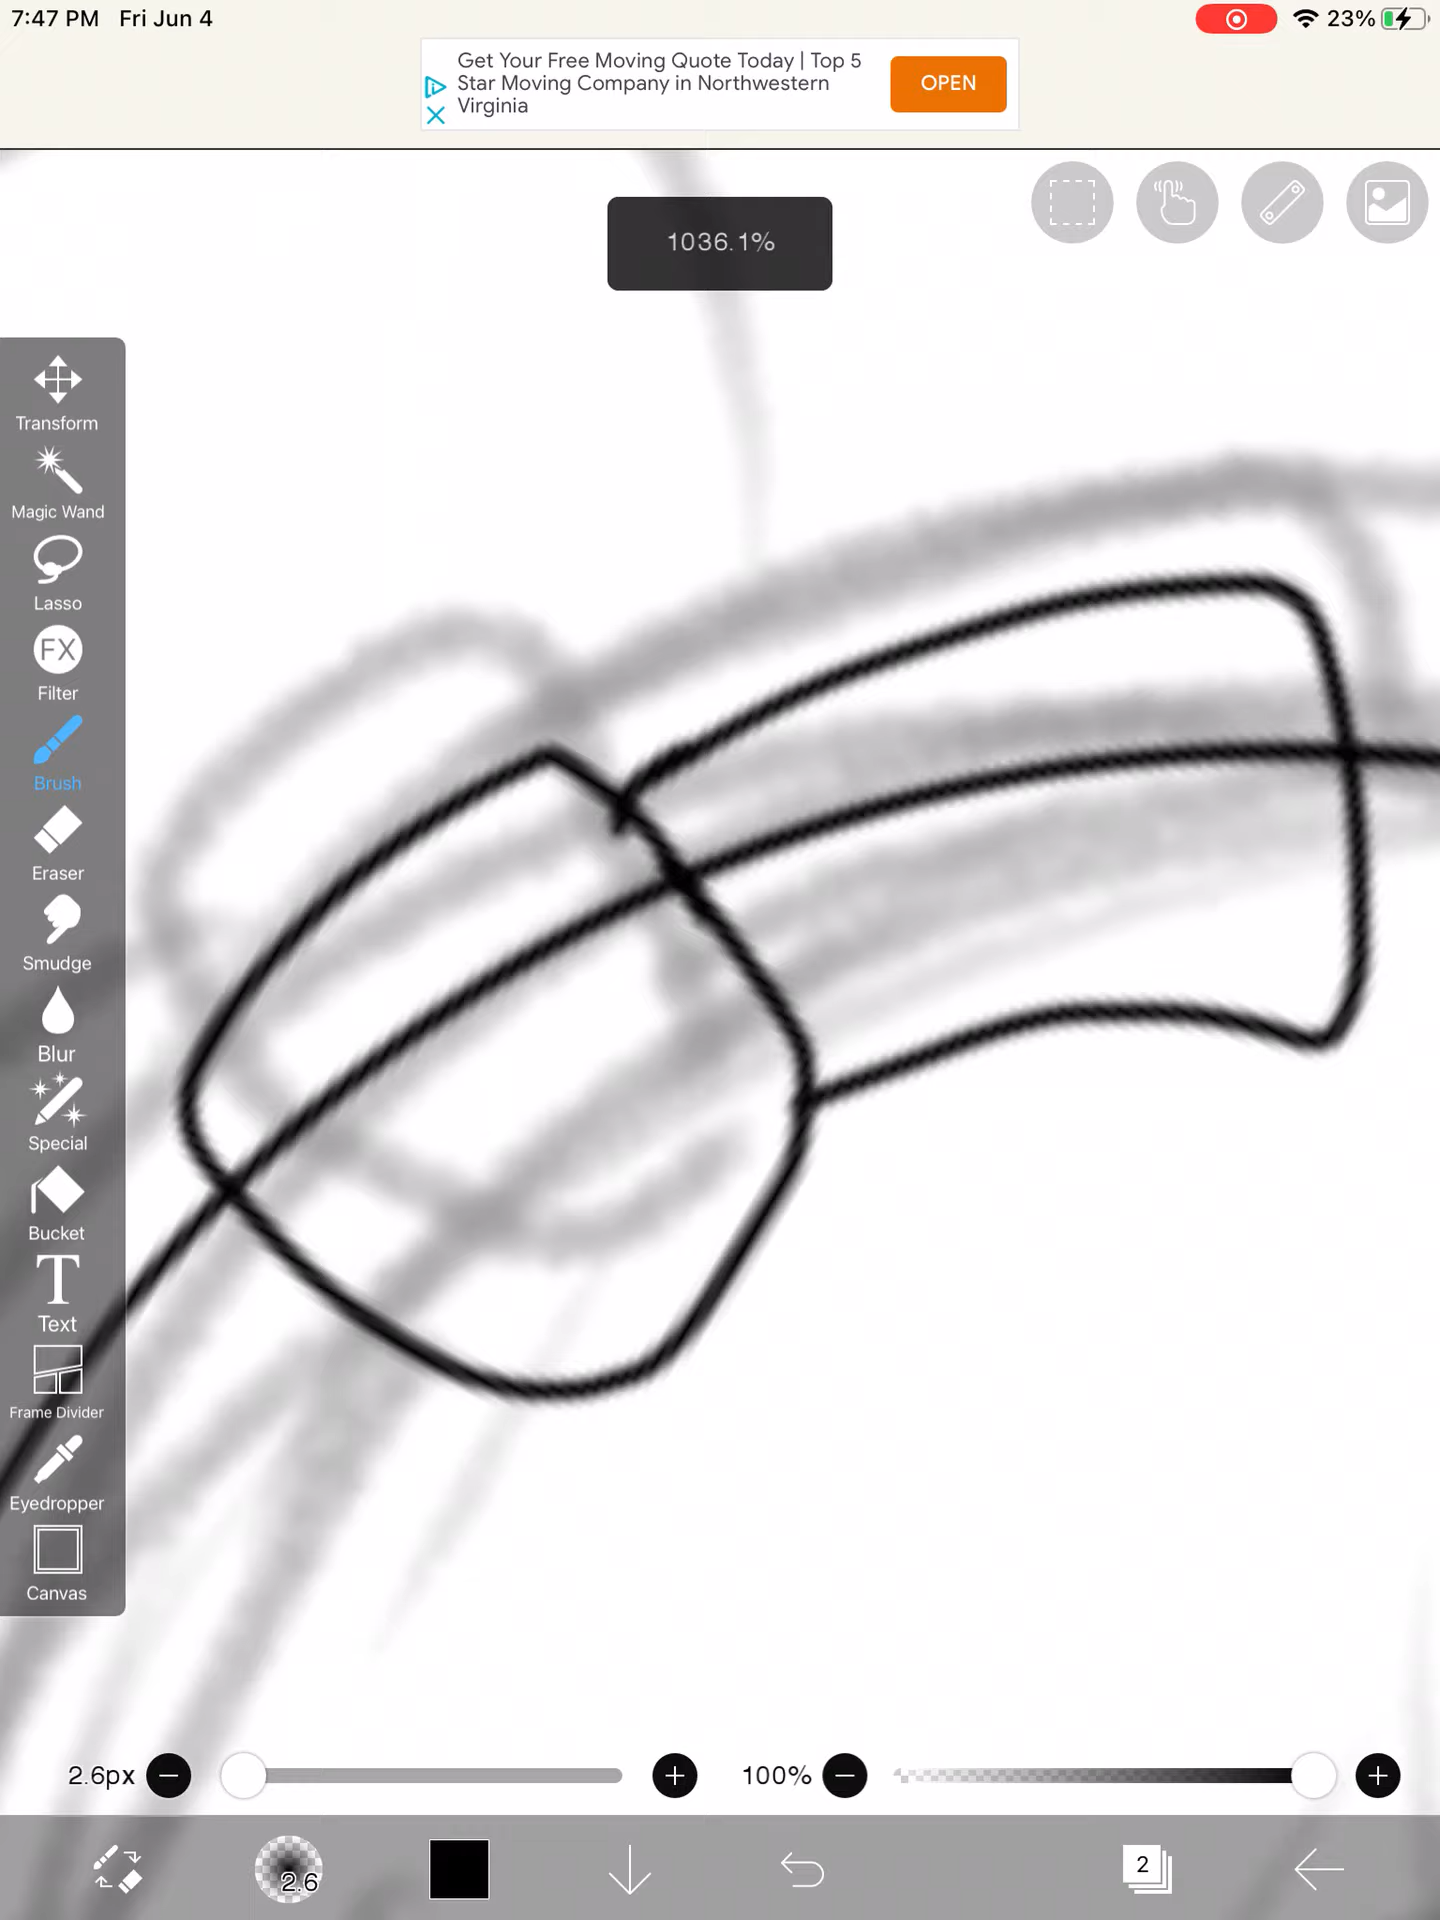 7:47 PM Fri Jun 4
23%
Get Your Free Moving Quote Today | Top 5
Star Moving Company in Northwestern
Virginia
OPEN
1036.1%
Transform
Magic Wand
Lasso
FX
Filter
Brush
Eraser
Smudge
Blur
Special
Bucket
T
Text
Frame Divider
Eyedropper
Canvas
2.6px
100%
2.6
2